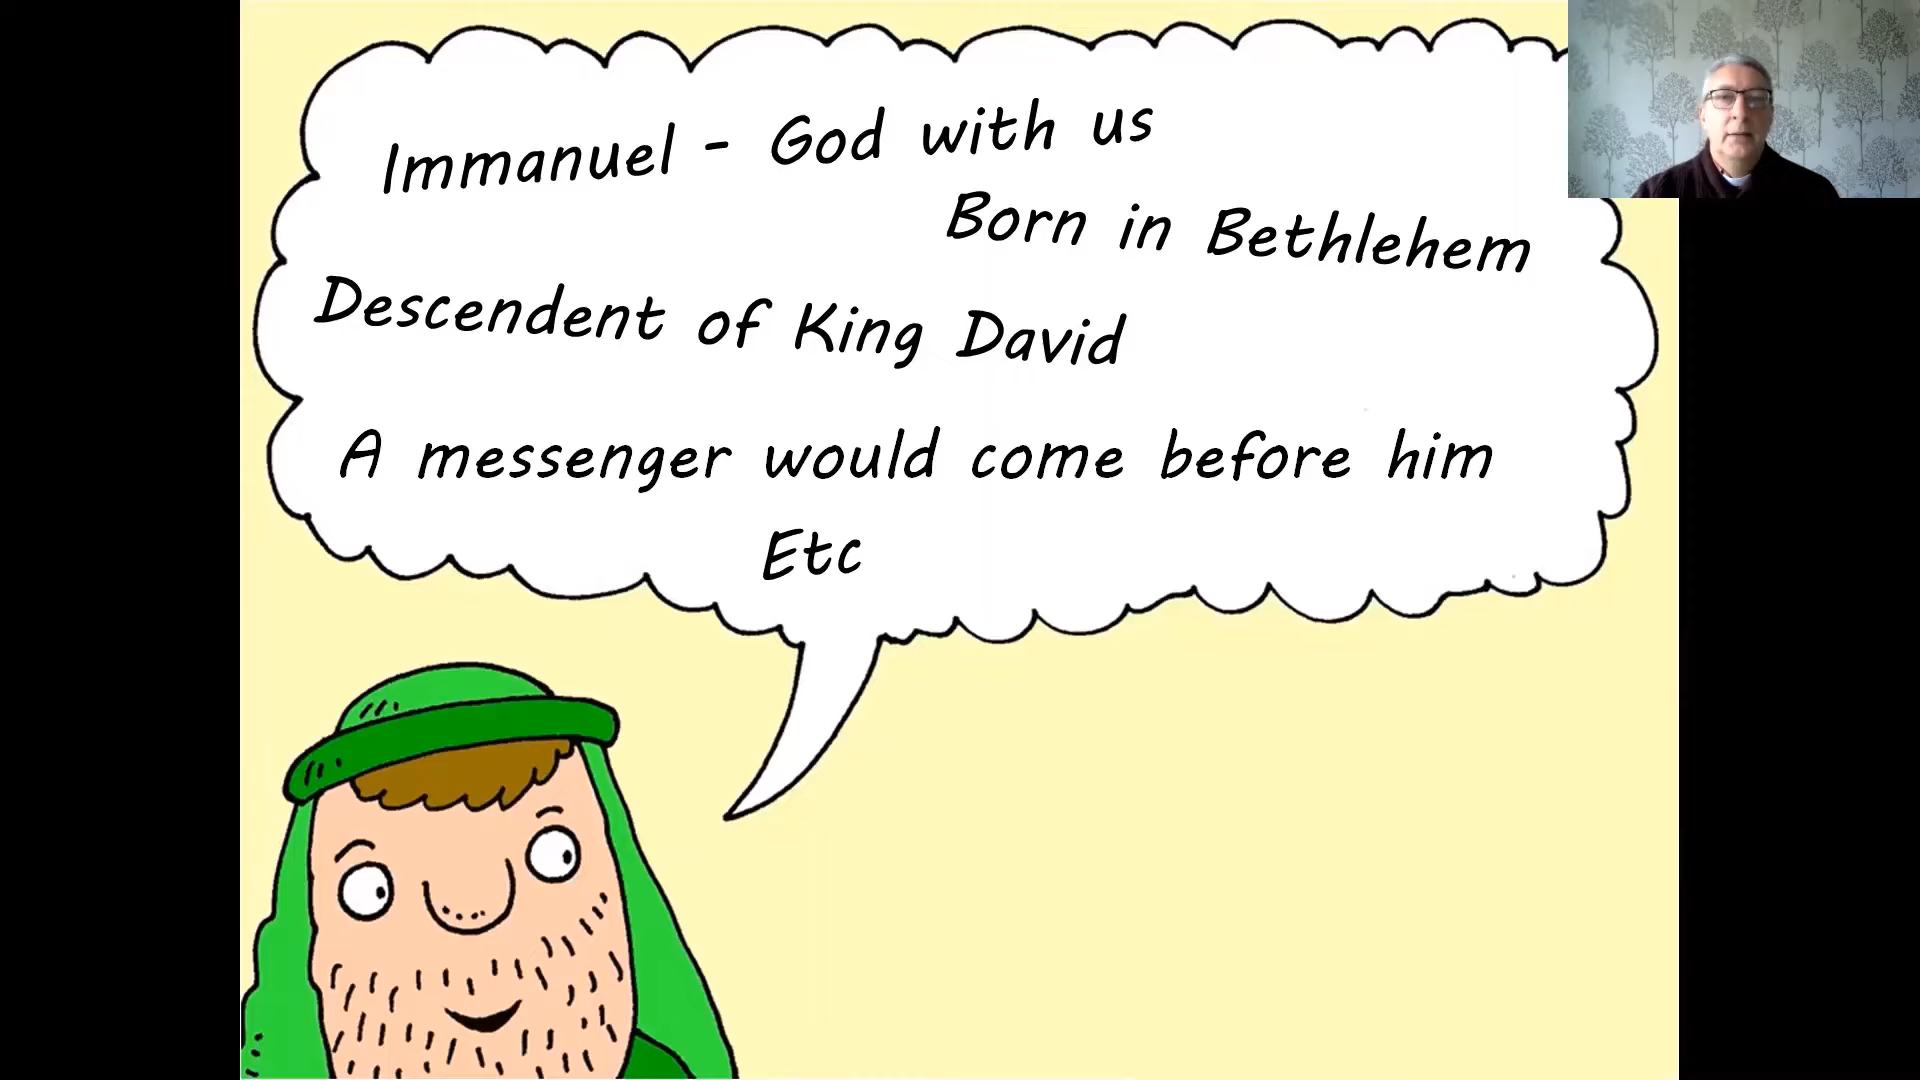 Immanuel - God with us
Born in Bethlehem
Descendent of King David
A messenger would come before him
Etc